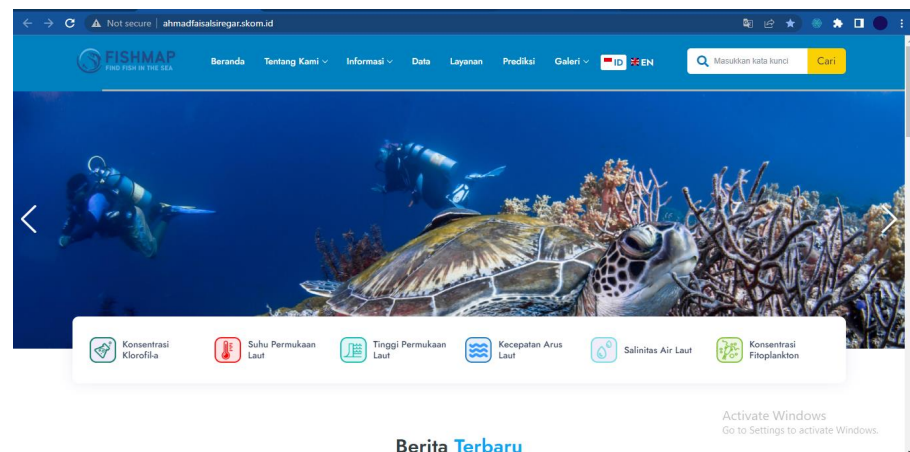 Not secure | ahmadfaisalsiregar.skom.id
FISHMAP
FIND FISH IN THE SEA
Beranda Tentang Kami Informasi Data Layanan Prediksi Galeri ID EN Masukkan kata kunci Cari
Konsentrasi
Klorofil-a
Suhu Permukaan
Laut
Tinggi Permukaan
Laut
Kecepatan Arus
Laut
Salinitas Air Laut
Konsentrasi
Fitoplankton
Activate Windows
Go to Settings to activate Windows.
Berita Terbaru